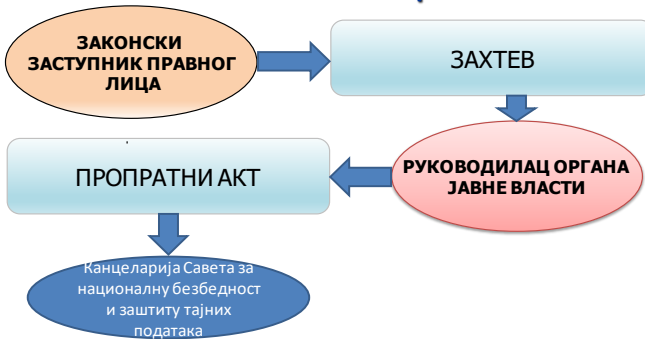 ЗАКОНСКИ
ЗАСТУПНИК ПРАВНОГ
ЛИЦА
ЗАХТЕВ
РУКОВОДИЛАЦ ОРГАНА
ЈАВНЕ ВЛАСТИ
ПРОПРАТНИ АКТ
Канцеларија Савета за
националну безбедност
и заштиту тајних
података